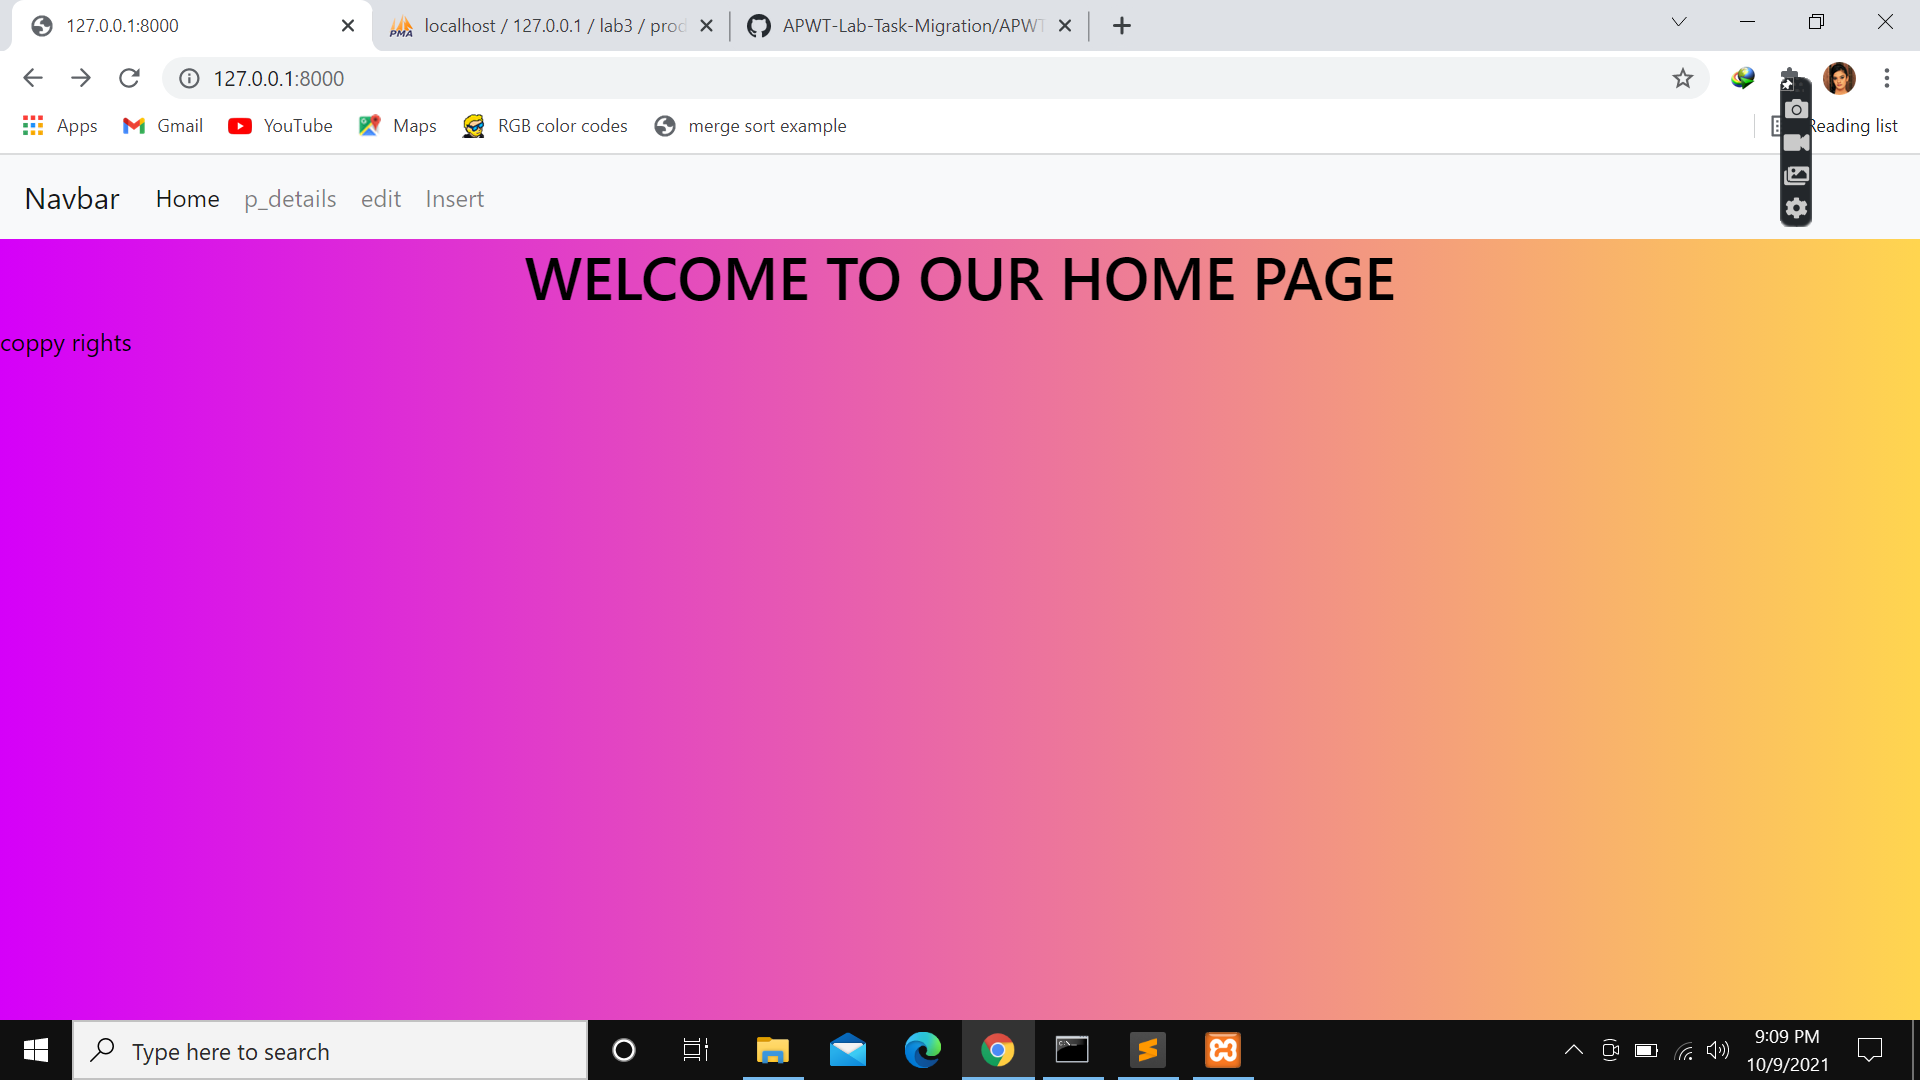 127.0.0.1:8000
localhost / 127.0.0.1 / lab3 / prod
APWT-Lab-Task-Migration/APWT
127.0.0.1:8000
Apps Gmail YouTube Maps RGB color codes merge sort example Reading list
Navbar Home p_details edit Insert
WELCOME TO OUR HOME PAGE
coppy rights
Type here to search
9:09 PM
10/9/2021